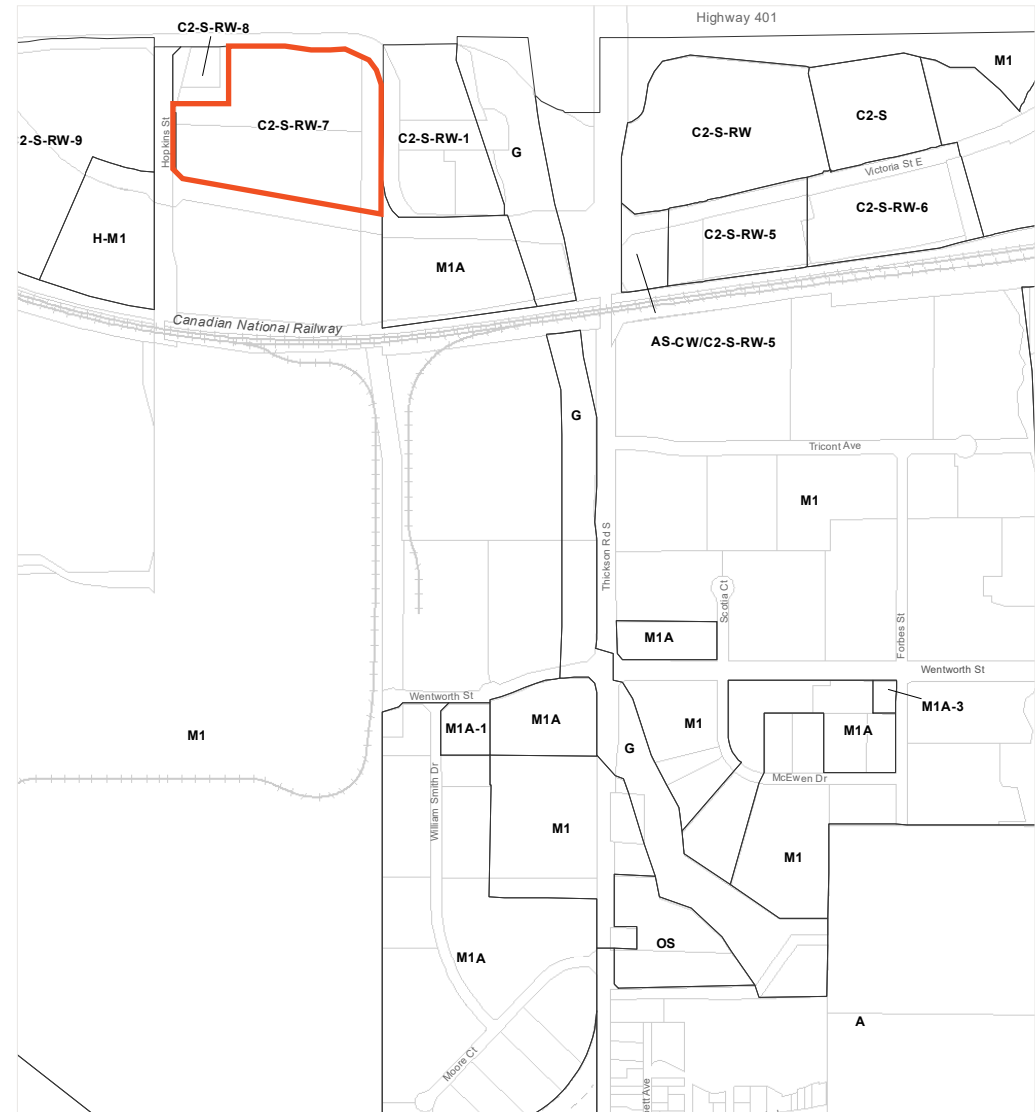 Highway 401
C2-S-RW-8
M1
C2-S-RW-7
C2-S-RW-9
Hopkins St
C2-S-RW-1
G
C2-S-RW
C2-S
Victoria St E
C2-S-RW-6
C2-S-RW-5
H-M1
M1A
Canadian National Railway
AS-CW/C2-S-RW-5
G
Tricont Ave
M1
Thickson Rd S
Scotia Ct
Forbes St
M1A
Wentworth St
Wentworth St
M1A-3
M1A-1
M1A
M1
M1A
M1
G
McEwen Dr
William Smith Dr
M1
M1
OS
M1A
A
Moore Ct